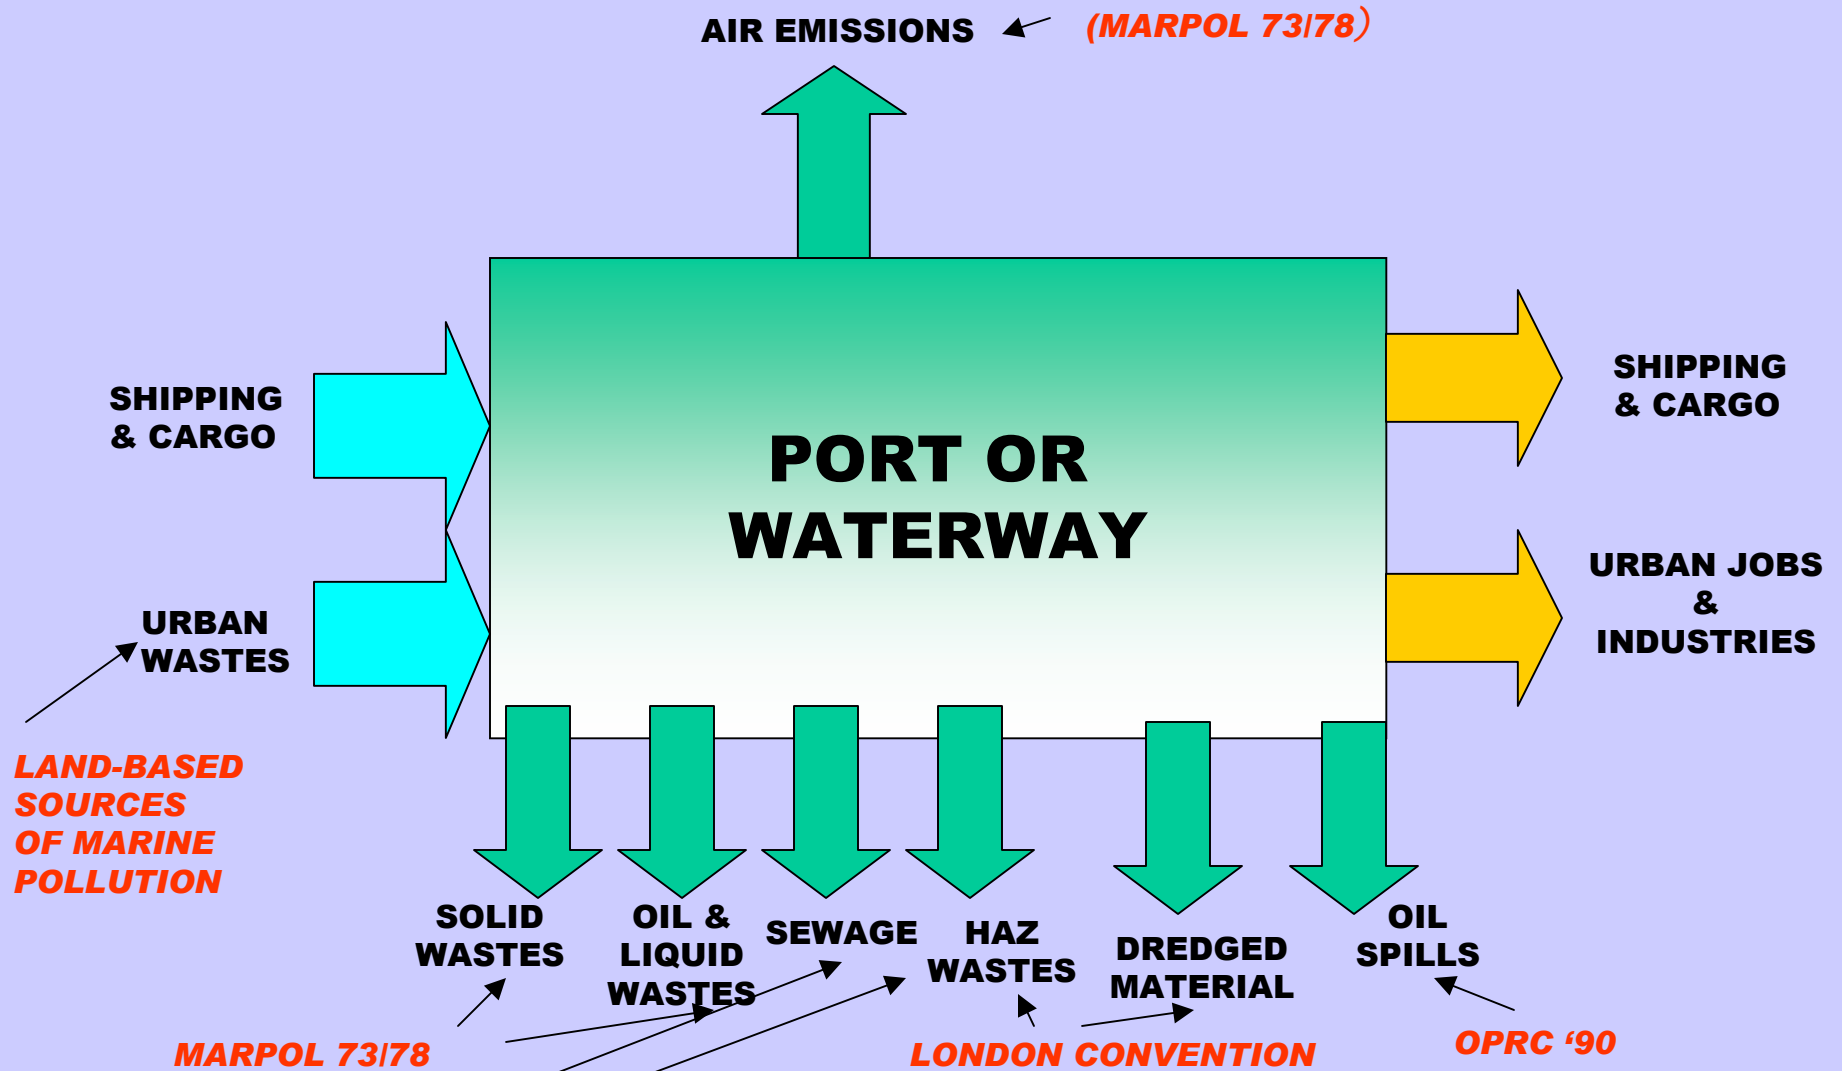 AIR EMISSIONS
(MARPOL 73/78）
SHIPPING
& CARGO
PORT OR
WATERWAY
SHIPPING
& CARGO
URBAN
WASTES
URBAN JOBS
&
INDUSTRIES
LAND-BASED
SOURCES
OF MARINE
POLLUTION
SOLID
WASTES
OIL &
LIQUID
WASTES
SEWAGE
HAZ
WASTES
DREDGED
MATERIAL
OIL
SPILLS
MARPOL 73/78
LONDON CONVENTION
OPRC ‘90